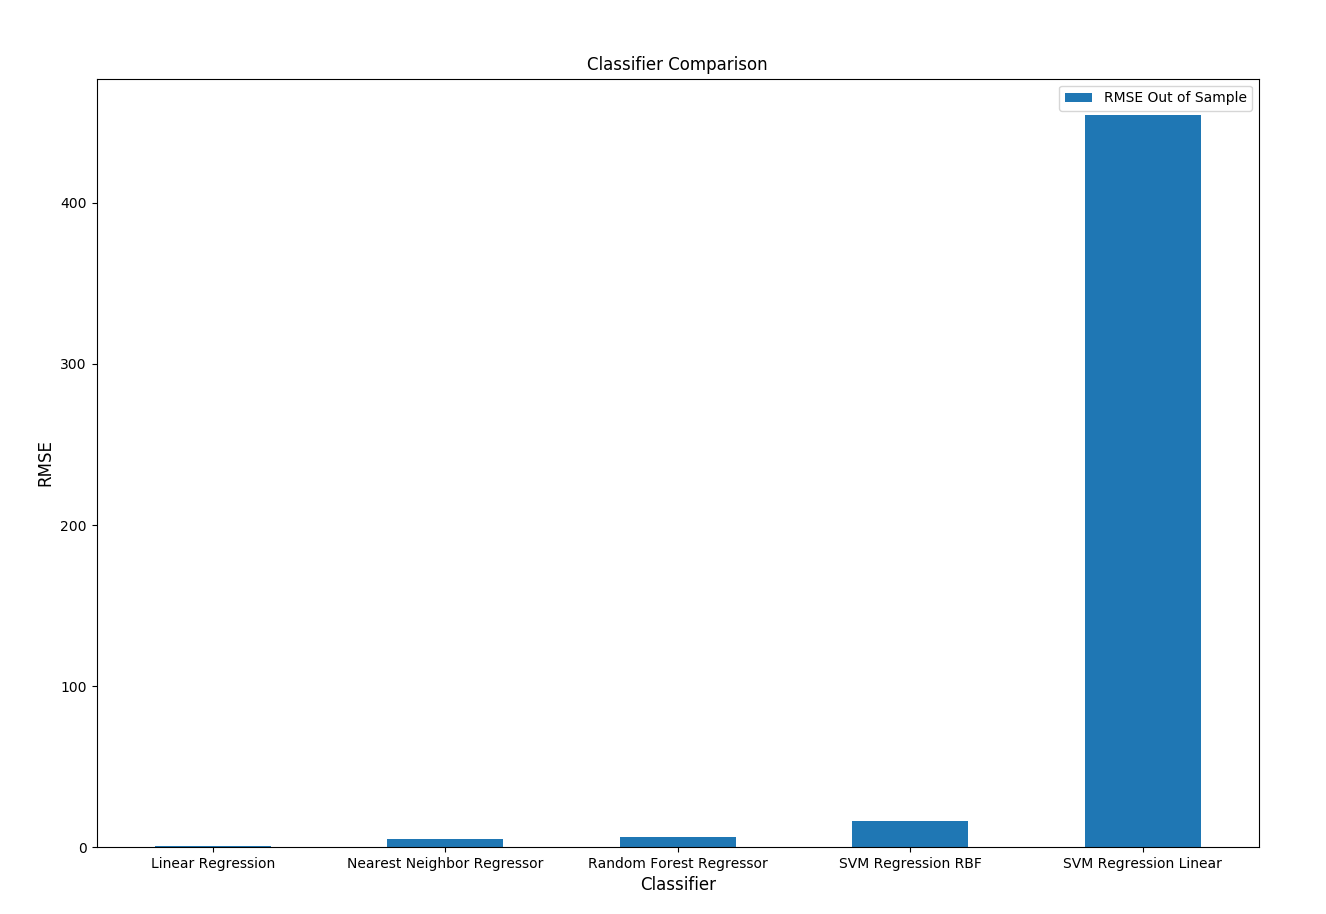 Classifier Comparison
RMSE Out of Sample
400
300
200
100
0
RMSE
Linear Regression
Nearest Neighbor Regressor
Random Forest Regressor
SVM Regression RBF
SVM Regression Linear
Classifier